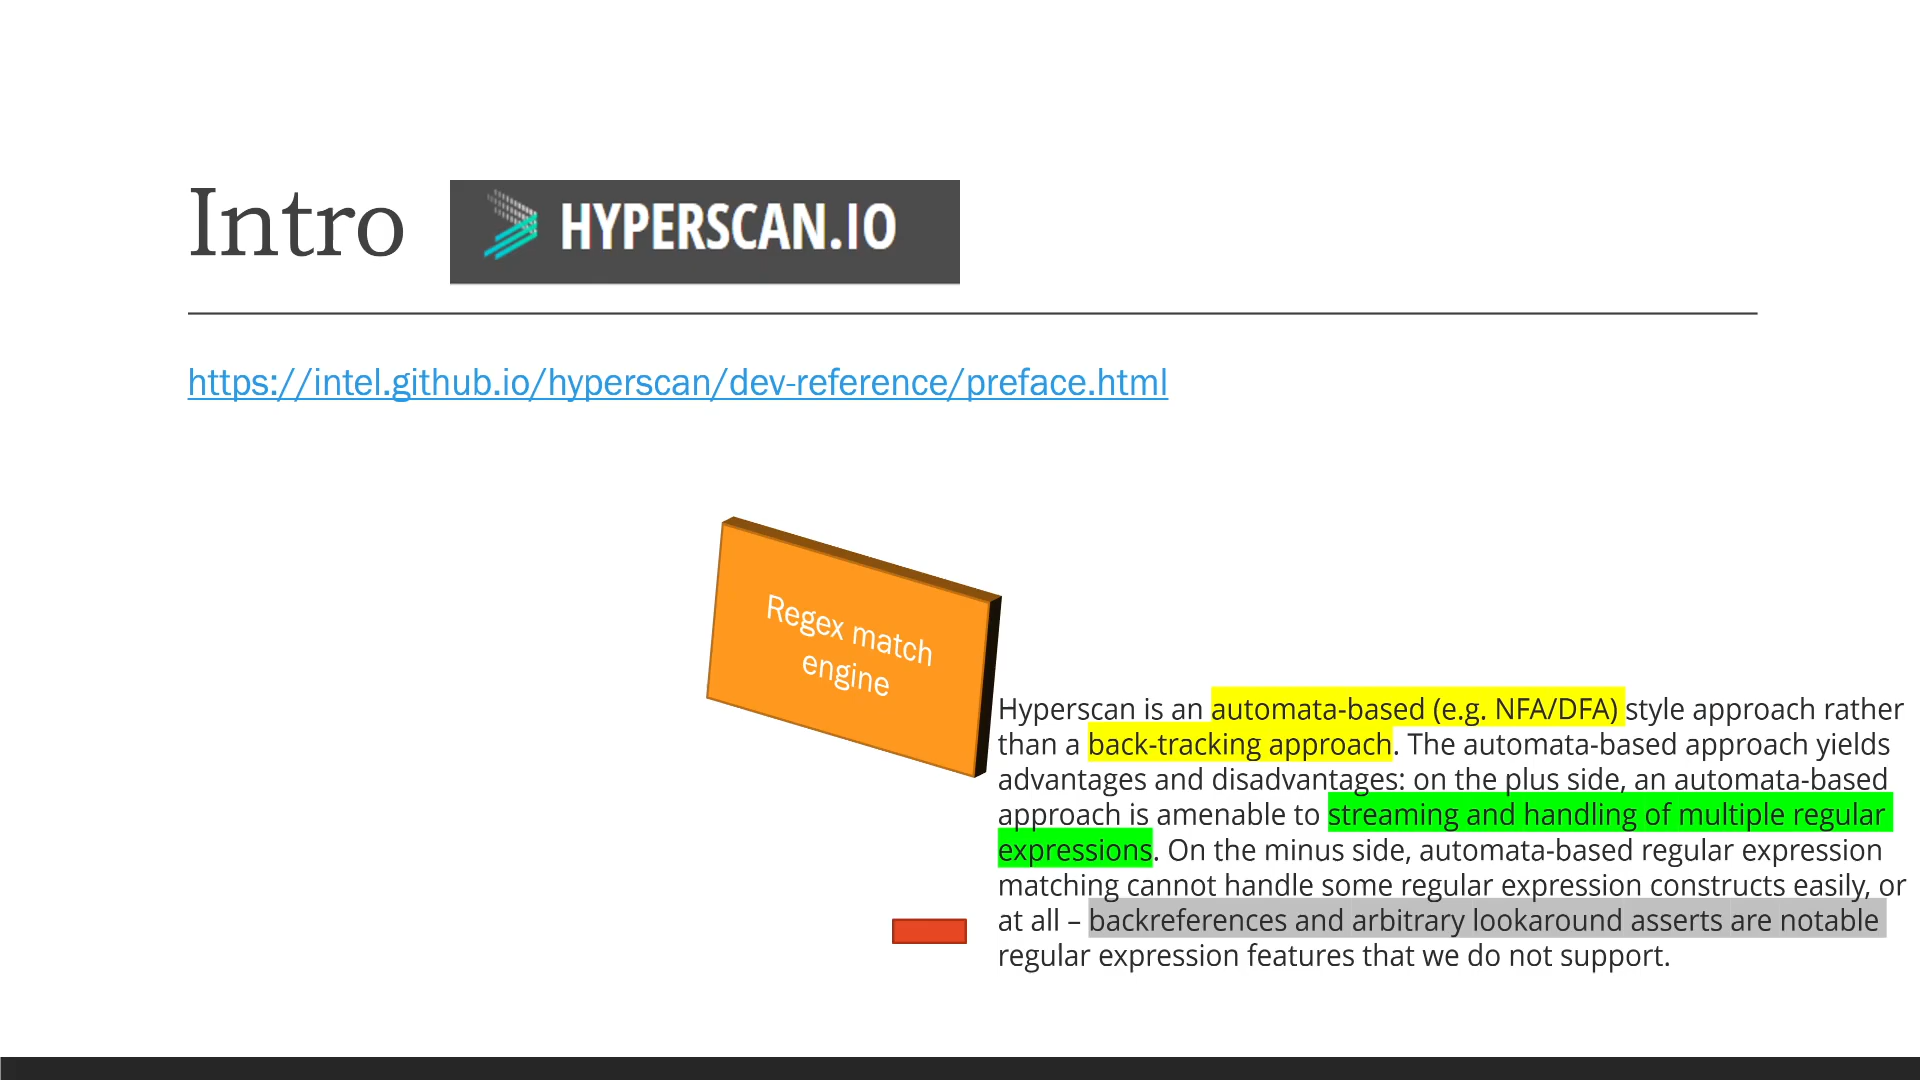 Intro
HYPERSCAN.IO
https://intel.github.io/hyperscan/dev-reference/preface.html
Regex match
engine
Hyperscan is an automata-based (e.g. NFA/DFA) style approach rather
than a back-tracking approach. The automata-based approach yields
advantages and disadvantages: on the plus side, an automata-based
approach is amenable to streaming and handling of multiple regular
expressions. On the minus side, automata-based regular expression
matching cannot handle some regular expression constructs easily, or
at all – backreferences and arbitrary lookaround asserts are notable
regular expression features that we do not support.